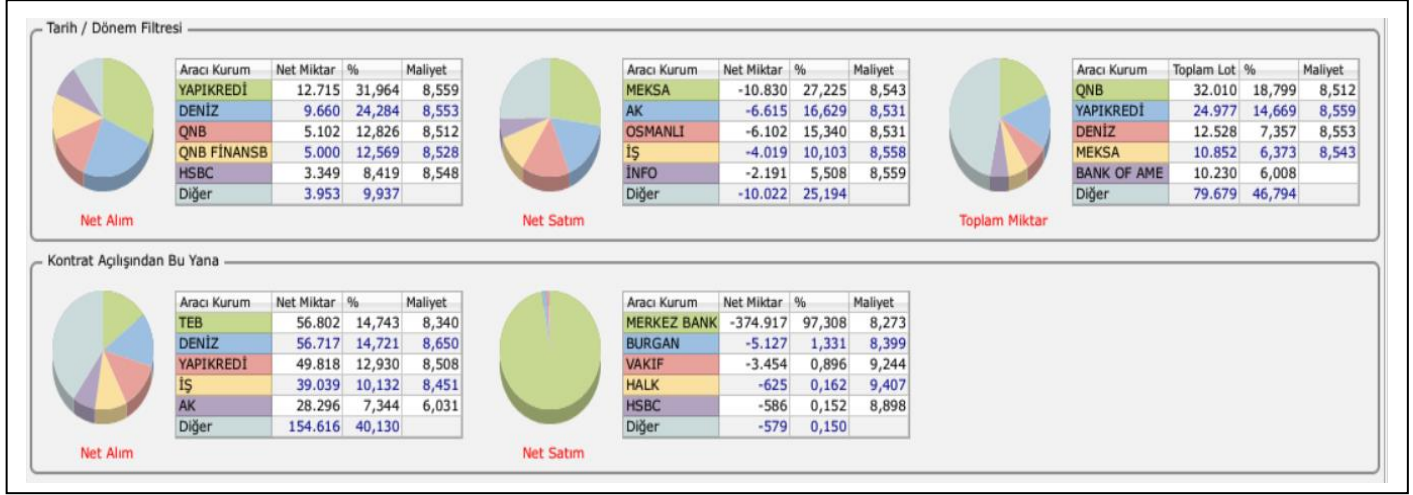 Tarih / Dönem Filtresi
Aracı Kurum Net Miktar % Maliyet
YAPIKREDİ 12.715 31,964 8,559
DENİZ 9.660 24,284 8,553
QNB 5.102 12,826 8,512
QNB FİNANSB 5.000 12,569 8,528
HSBC 3.349 8,419 8,548
Diğer 3.953 9,937
Net Alım
Aracı Kurum Net Miktar % Maliyet
MEKSA -10.830 27,225 8,543
AK -6.615 16,629 8,531
OSMANLI -6.102 15,340 8,531
İŞ -4.019 10,103 8,558
İNFO -2.191 5,508 8,559
Diğer -10.022 25,194
Net Satım
Aracı Kurum Toplam Lot % Maliyet
QNB 32.010 18,799 8,512
YAPIKREDİ 24.977 14,669 8,559
DENİZ 12.528 7,357 8,553
MEKSA 10.852 6,373 8,543
BANK OF AME 10.230 6,008
Diğer 79.679 46,794
Toplam Miktar
Kontrat Açılışından Bu Yana
Aracı Kurum Net Miktar % Maliyet
TEB 56.802 14,743 8,340
DENİZ 56.717 14,721 8,650
YAPIKREDİ 49.818 12,930 8,508
İŞ 39.039 10,132 8,451
AK 28.296 7,344 6,031
Diğer 154.616 40,130
Net Alım
Aracı Kurum Net Miktar % Maliyet
MERKEZ BANK -374.917 97,308 8,273
BURGAN -5.127 1,331 8,399
VAKIF -3.454 0,896 9,244
HALK -625 0,162 9,407
HSBC -586 0,152 8,898
Diğer -579 0,150
Net Satım